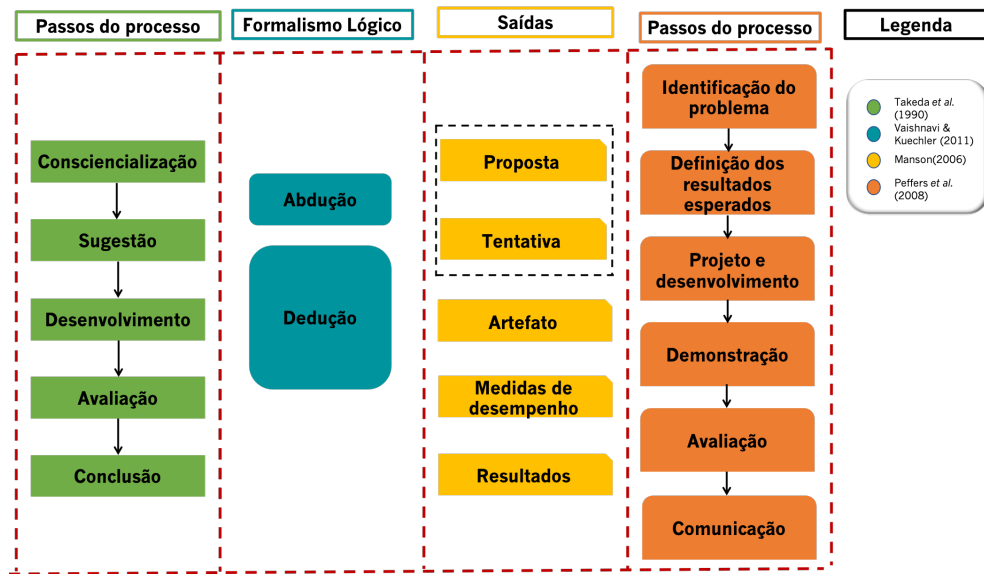 Passos do processo
Formalismo Lógico
Saídas
Passos do processo
Legenda
Consciencialização
Sugestão
Desenvolvimento
Avaliação
Conclusão
Abdução
Dedução
Proposta
Tentativa
Artefato
Medidas de
desempenho
Resultados
Identificação do
problema
Definição dos
resultados
esperados
Projeto e
desenvolvimento
Demonstração
Avaliação
Comunicação
Takeda et al.
(1990)
Vaishnavi &
Kuechler (2011)
Manson(2006)
Peffers et al.
(2008)